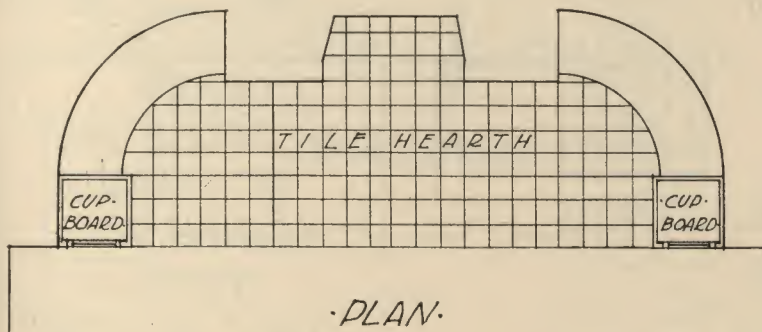 TILE HEARTH
CUP·
BOARD
·CUP·
BOARD
·PLAN·